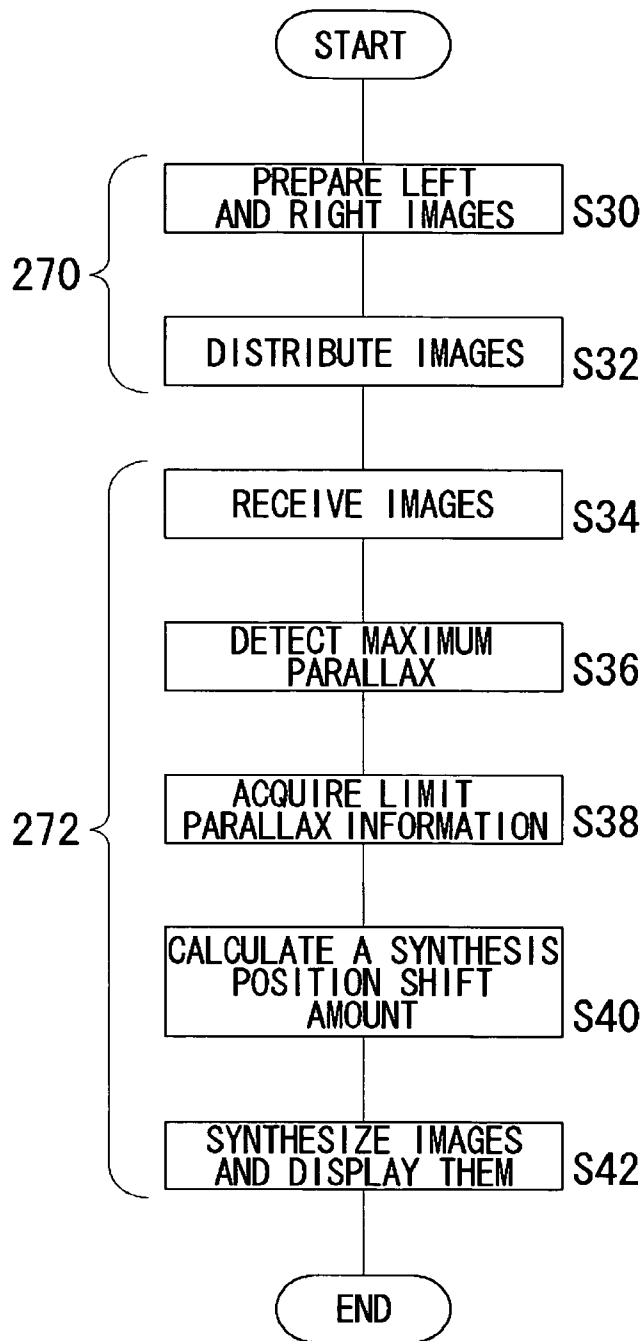 START
PREPARE LEFT
AND RIGHT IMAGES
S30
270
DISTRIBUTE IMAGES
S32
RECEIVE IMAGES
S34
DETECT MAXIMUM
PARALLAX
S36
ACQUIRE LIMIT
PARALLAX INFORMATION
S38
272
CALCULATE A SYNTHESIS
POSITION SHIFT
AMOUNT
S40
SYNTHESIZE IMAGES
AND DISPLAY THEM
S42
END